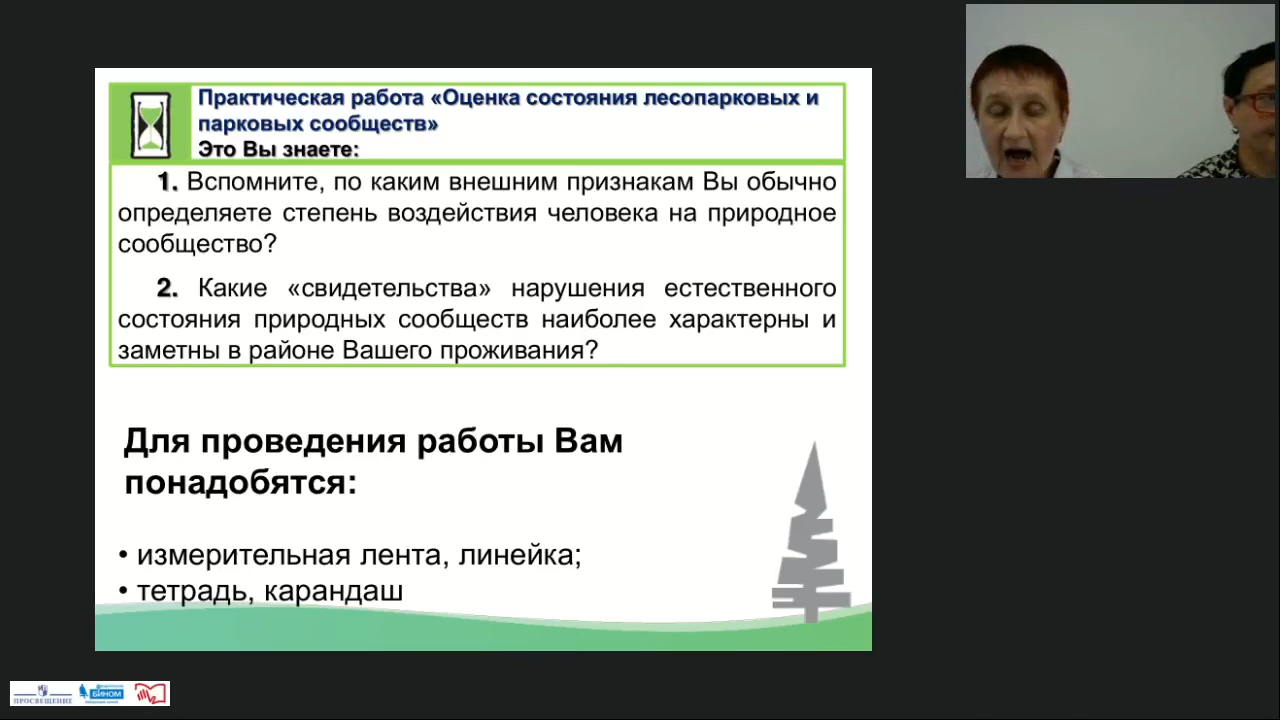 Практическая работа «Оценка состояния лесопарковых и
парковых сообществ»
Это Вы знаете:
1. Вспомните, по каким внешним признакам Вы обычно
определяете степень воздействия человека на природное
сообщество?
2. Какие «свидетельства» нарушения естественного
состояния природных сообществ наиболее характерны и
заметны в районе Вашего проживания?
Для проведения работы Вам
понадобятся:
• измерительная лента, линейка;
• тетрадь, карандаш
ПРОСВЕЩЕНИЕ
БИНОМ